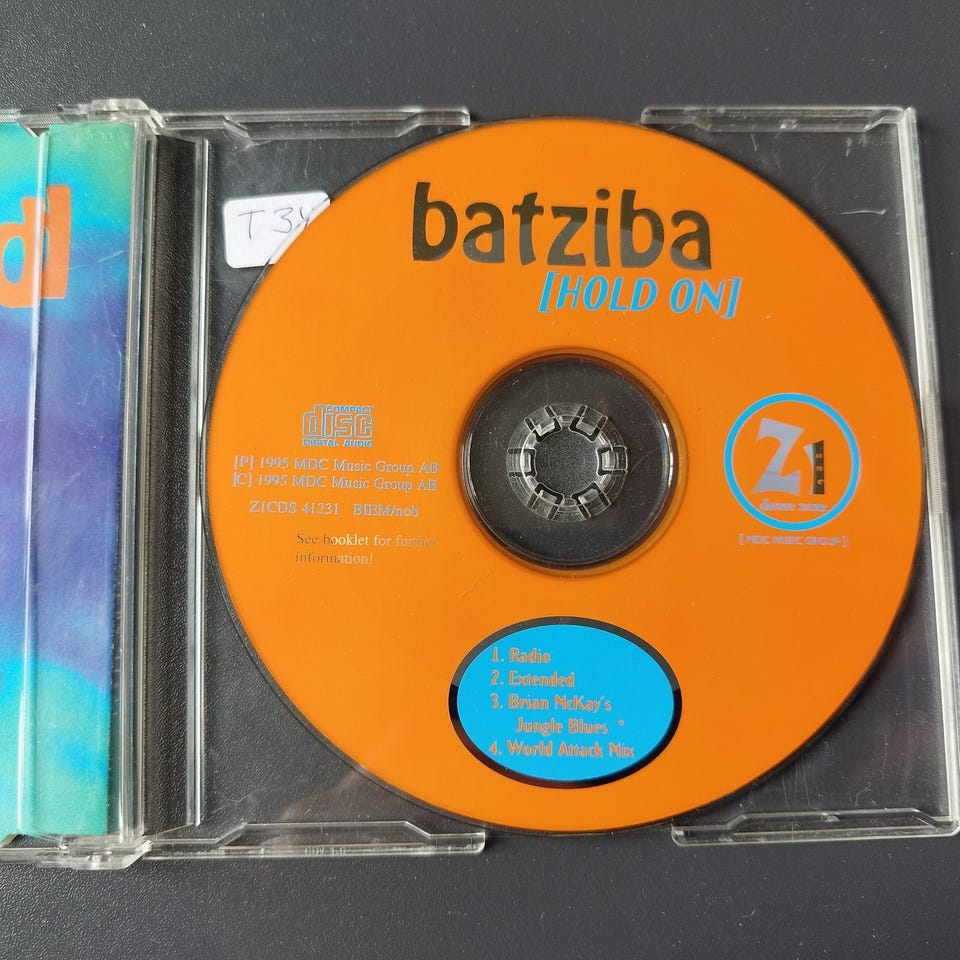 T 34
batziba
[HOLD ON]
COMPACT
disc
DIGITAL AUDIO
[P] 1995 MDC Music Group AB
[C] 1995 MDC Music Group AB
Z1CDS 41231 BIEM/ncb
See booklet for further
information!
Z1
one
dance zone
[ MDC MUSIC GROUP ]
1. Radio
2. Extended
3. Brian McKay's
Jungle Blues *
4. World Attack Mix